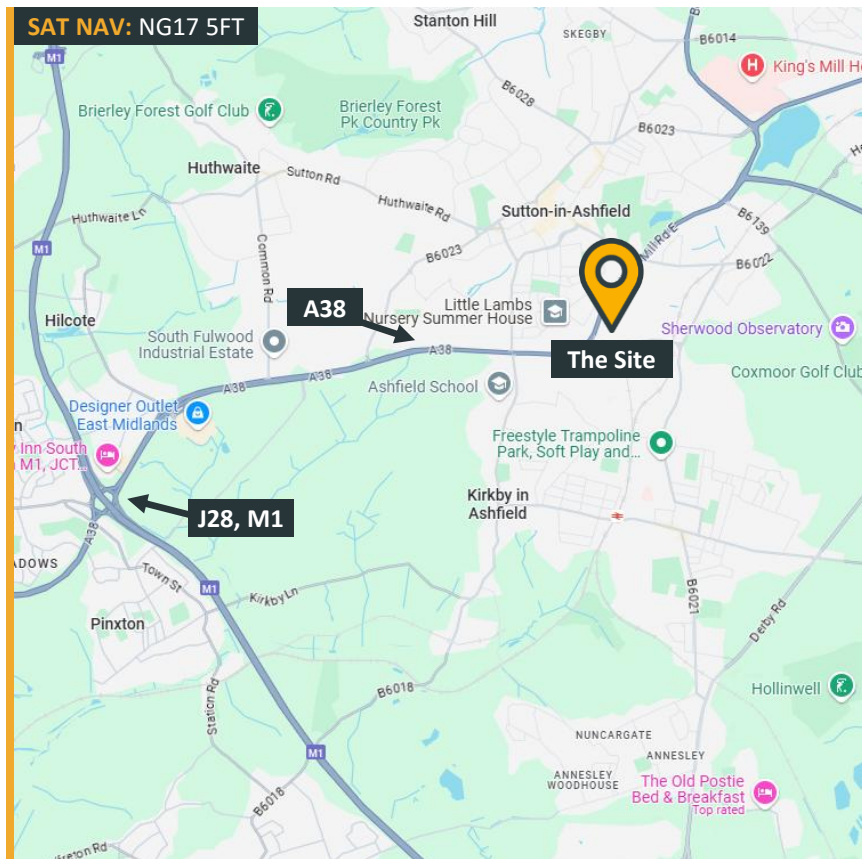 SAT NAV: NG17 5FT
Stanton Hill
SKEGBY
B6014
M1
King's Mill H
Brierley Forest Golf Club
Brierley Forest
Pk Country Pk
B6028
B6023
Huthwaite
Sutton Rd
Huthwaite Ln
Huthwaite Rd
Sutton-in-Ashfield
Mill Rd E
B6139
M1
Common Rd
B6023
B6022
Hilcote
A38
Little Lambs
Nursery Summer House
South Fulwood
Industrial Estate
Sherwood Observatory
A38
The Site
Coxmoor Golf Club
A38
A38
Ashfield School
Designer Outlet
East Midlands
Inn South
M1, JCT...
Freestyle Trampoline
Park, Soft Play and...
Kirkby in
Ashfield
J28, M1
A38
Town St
M1
Kirkby Ln
B6021
Derby Rd
Pinxton
Station Rd
B6018
Hollinwell
NUNCARGATE
ANNESLEY
M1
ANNESLEY
WOODHOUSE
The Old Postie
Bed & Breakfast
Top rated
B6018